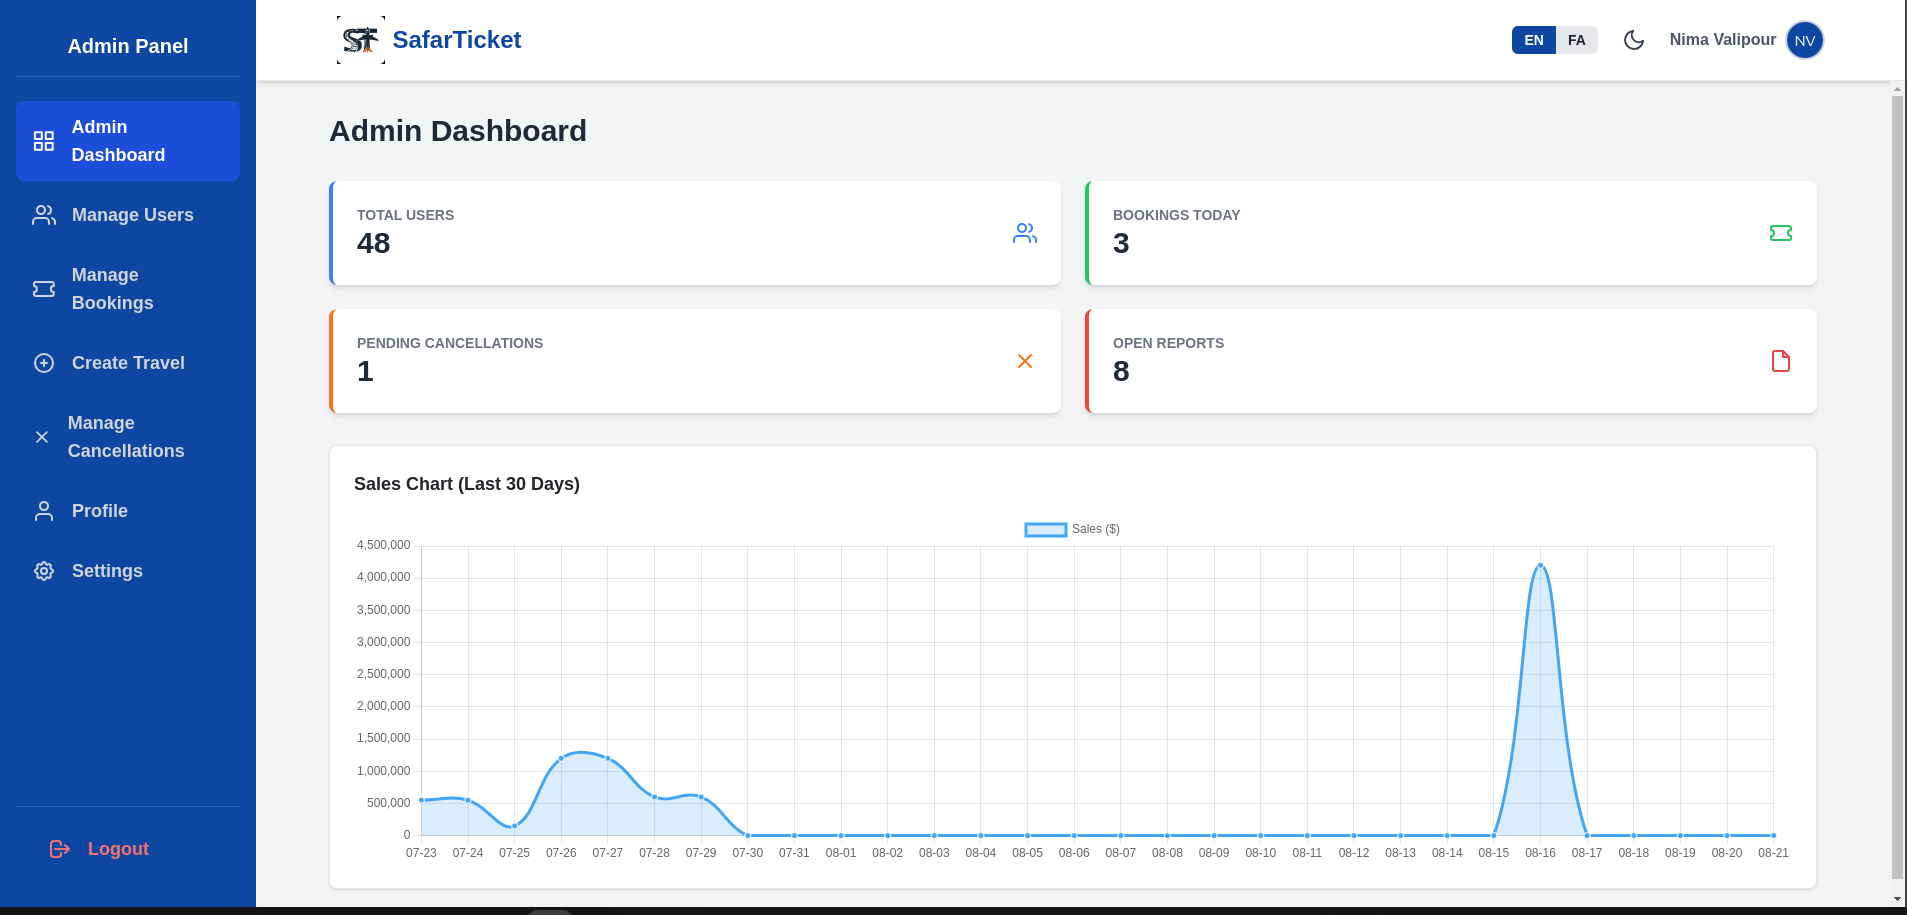 Admin Panel
Admin
Dashboard
Manage Users
Manage
Bookings
Create Travel
Manage
Cancellations
Profile
Settings
Logout
ST SafarTicket
EN FA
Nima Valipour NV
Admin Dashboard
TOTAL USERS
48
BOOKINGS TODAY
3
PENDING CANCELLATIONS
1
OPEN REPORTS
8
Sales Chart (Last 30 Days)
Sales ($)
4,500,000
4,000,000
3,500,000
3,000,000
2,500,000
2,000,000
1,500,000
1,000,000
500,000
0
07-23 07-24 07-25 07-26 07-27 07-28 07-29 07-30 07-31 08-01 08-02 08-03 08-04 08-05 08-06 08-07 08-08 08-09 08-10 08-11 08-12 08-13 08-14 08-15 08-16 08-17 08-18 08-19 08-20 08-21